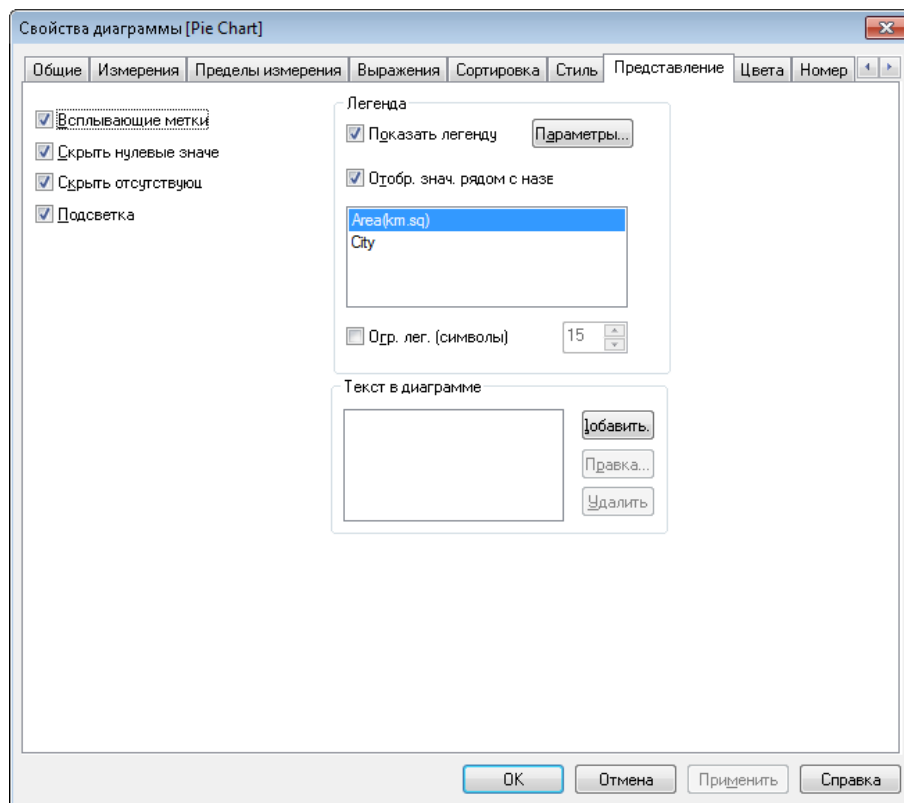 Свойства диаграммы [Pie Chart]
Общие Измерения Пределы измерения Выражения Сортировка Стиль Представление Цвета Номер
Всплывающие метки
Скрыть нулевые значе
Скрыть отсутствующ
Подсветка
Легенда
Показать легенду Параметры...
Отобр. знач. рядом с назв
Area(km.sq)
City
Огр. лег. (символы) 15
Текст в диаграмме
Добавить.
Правка...
Удалить
ОК Отмена Применить Справка